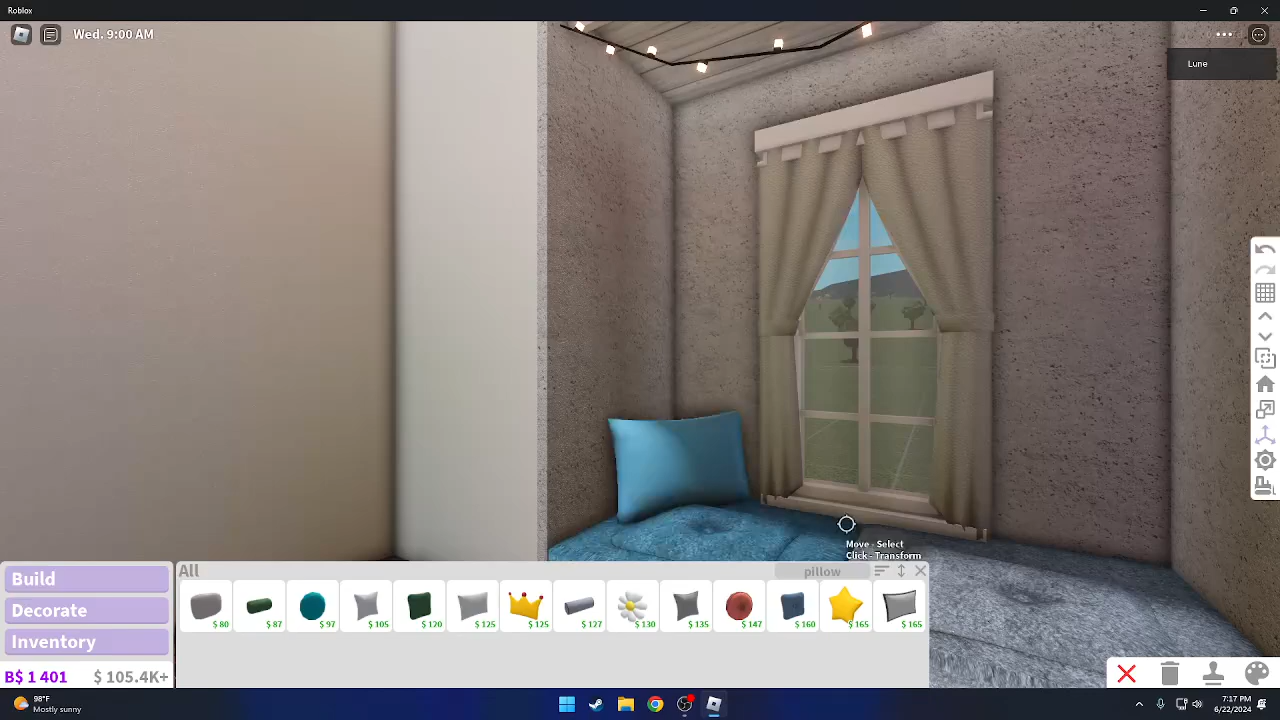 Roblox
Wed. 9:00 AM
Lune
Move - Select
Click - Transform
Build
Decorate
Inventory
B$ 1 401 $ 105.4K+
All
pillow
$ 80 $ 87 $ 97 $ 105 $ 120 $ 125 $ 125 $ 127 $ 130 $ 135 $ 147 $ 160 $ 165 $ 165
98°F
Mostly sunny
7:17 PM
6/22/2024